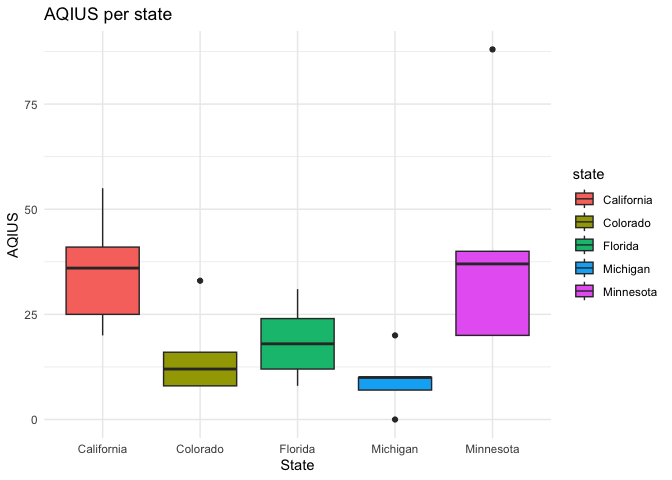 AQIUS per state
AQIUS
75
50
25
0
California Colorado Florida Michigan Minnesota
State
state
California
Colorado
Florida
Michigan
Minnesota